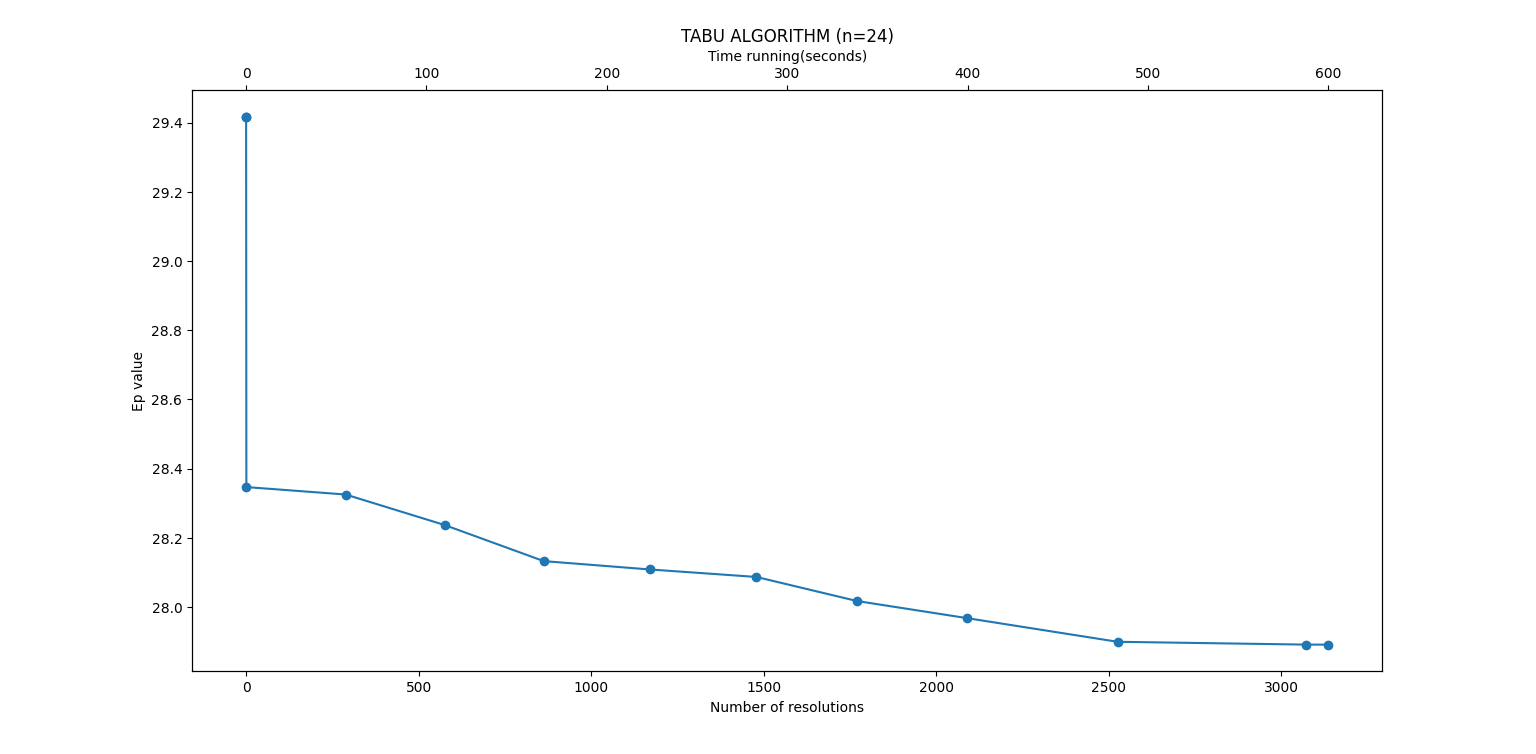 TABU ALGORITHM (n=24)
Time running(seconds)
0 100 200 300 400 500 600
29.4
29.2
29.0
28.8
28.6
28.4
28.2
28.0
Ep value
0 500 1000 1500 2000 2500 3000
Number of resolutions